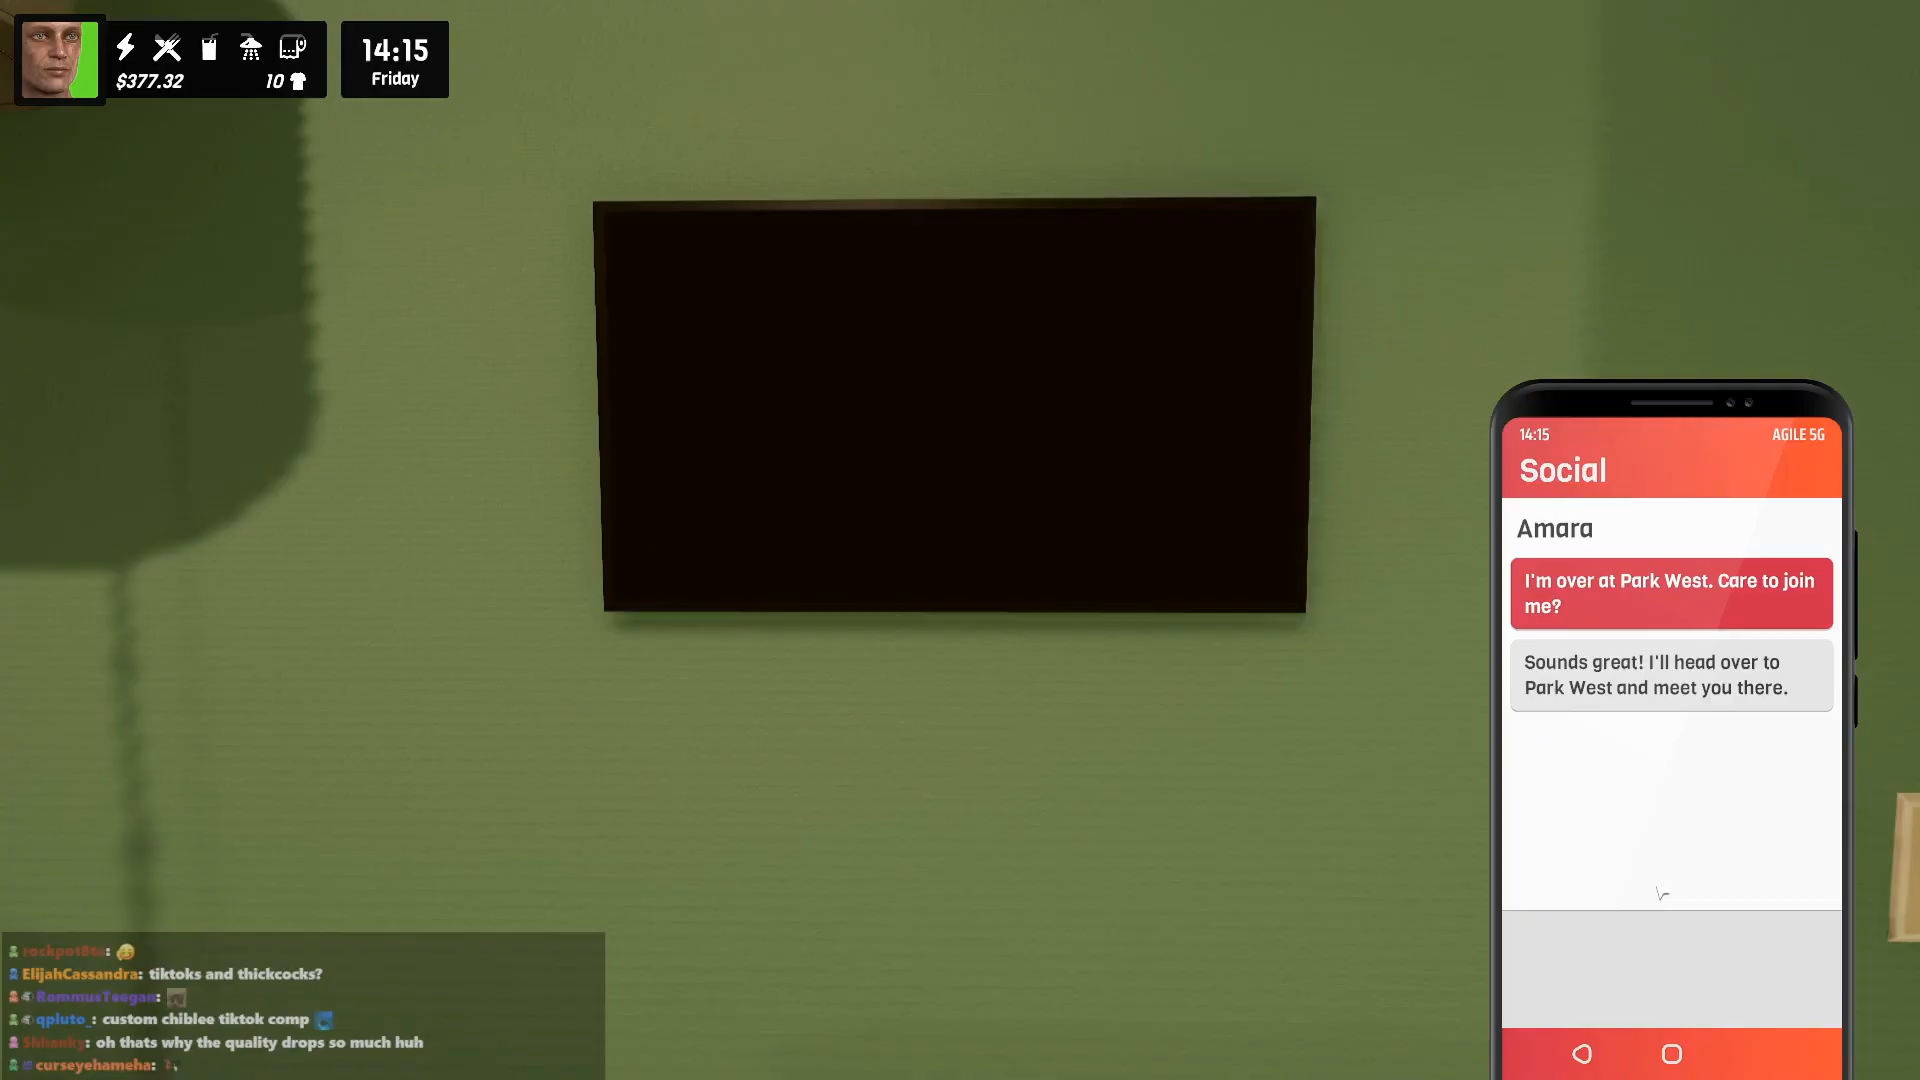 $377.32
10
14:15
Friday
14:15
AGILE 5G
Social
Amara
I'm over at Park West. Care to join
me?
Sounds great! I'll head over to
Park West and meet you there.
ElijahCassandra: tiktoks and thickcocks?
RommusTeegan:
qpluto_: custom chiblee tiktok comp
Shhanky: oh thats why the quality drops so much huh
curseyehameha: